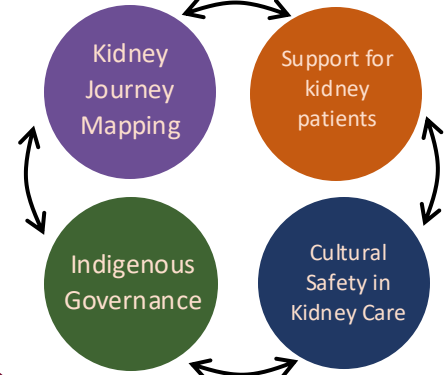 Kidney
Journey
Mapping
Support for
kidney
patients
Indigenous
Governance
Cultural
Safety in
Kidney Care